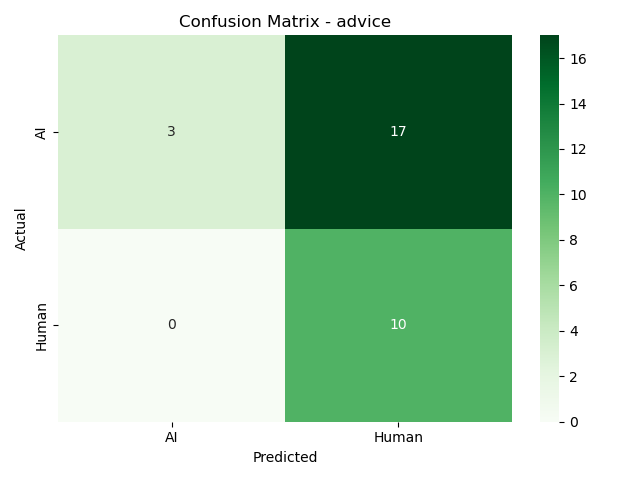 Confusion Matrix - advice
AI
3
17
Human
0
10
Actual
AI
Human
Predicted
16
14
12
10
8
6
4
2
0